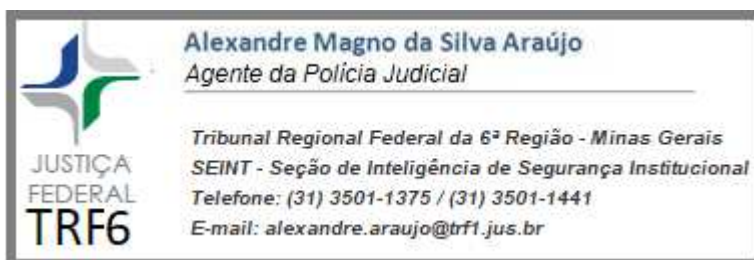 Alexandre Magno da Silva Araújo
Agente da Polícia Judicial
Tribunal Regional Federal da 6ª Região - Minas Gerais
SEINT - Seção de Inteligência de Segurança Institucional
Telefone: (31) 3501-1375 / (31) 3501-1441
E-mail: alexandre.araujo@trf1.jus.br
JUSTIÇA
FEDERAL
TRF6